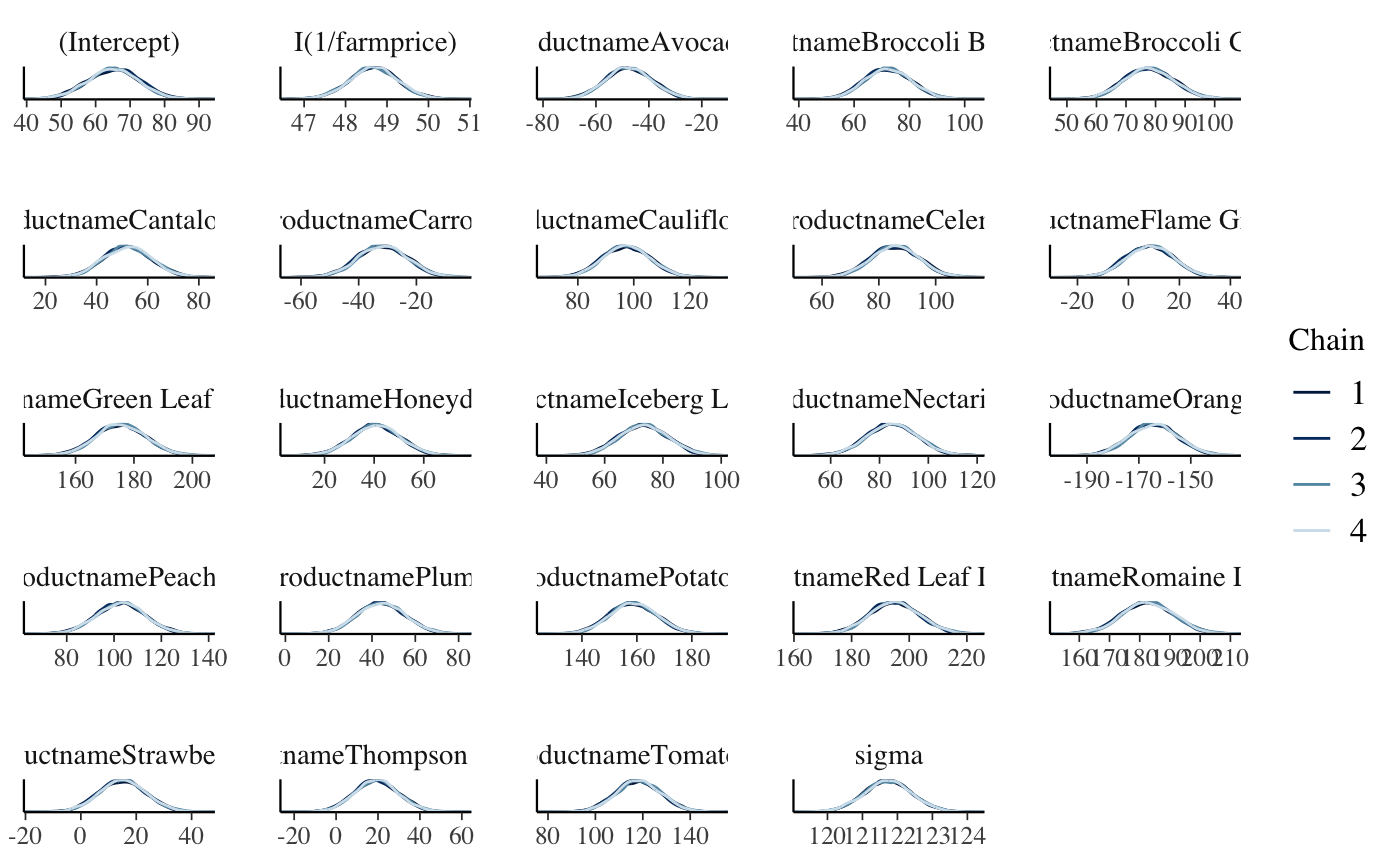 (Intercept) I(1/farmprice) ductnameAvoca tnameBroccoli B tnameBroccoli C
40 50 60 70 80 90 47 48 49 50 51 -80 -60 -40 -20 40 60 80 100 50 60 70 80 90 100
ductnameCantalo roductnameCarro uctnameCauliflo roductnameCeler uctnameFlame G
20 40 60 80 -60 -40 -20 80 100 120 60 80 100 -20 0 20 40
Chain
nameGreen Leaf ductnameHoneyd ctnameIceberg L ductnameNectari oductnameOrang
1
2
160 180 200 20 40 60 40 60 80 100 60 80 100 120 -190 -170 -150
3
4
oductnamePeach roductnamePlum oductnamePotato tnameRed Leaf L tnameRomaine L
80 100 120 140 0 20 40 60 80 140 160 180 160 180 200 220 160 170 180 190 200 210
uctnameStrawbe tnameThompson ductnameTomat sigma
-20 0 20 40 -20 0 20 40 60 80 100 120 140 120 121 122 123 124